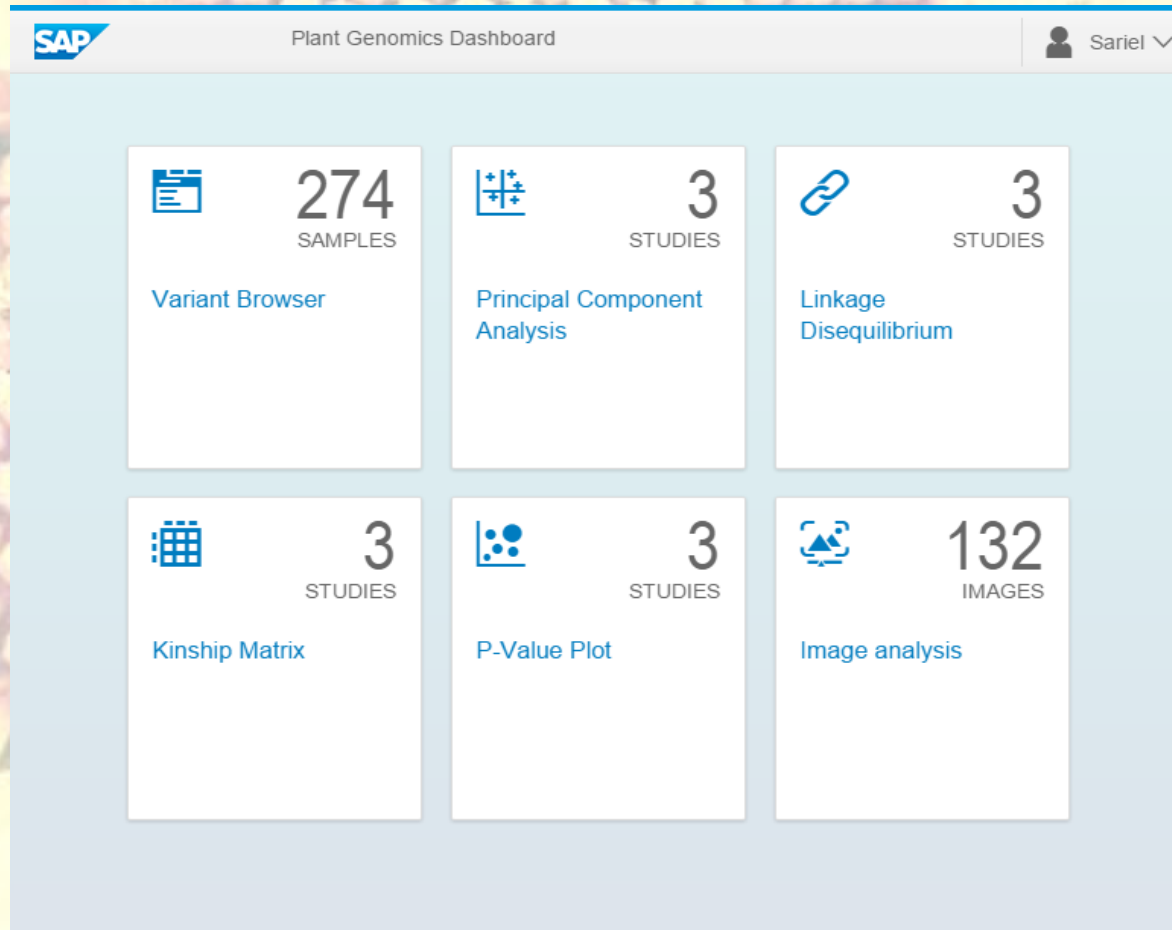 SAP
Plant Genomics Dashboard
Sariel
274
SAMPLES
Variant Browser
3
STUDIES
Principal Component
Analysis
3
STUDIES
Linkage
Disequilibrium
3
STUDIES
Kinship Matrix
3
STUDIES
P-Value Plot
132
IMAGES
Image analysis